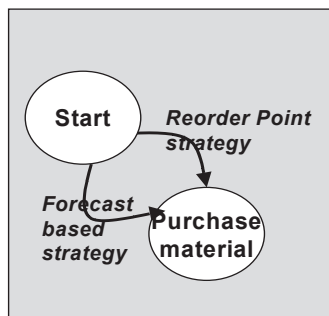 Start
Reorder Point
strategy
Forecast
based
strategy
Purchase
material